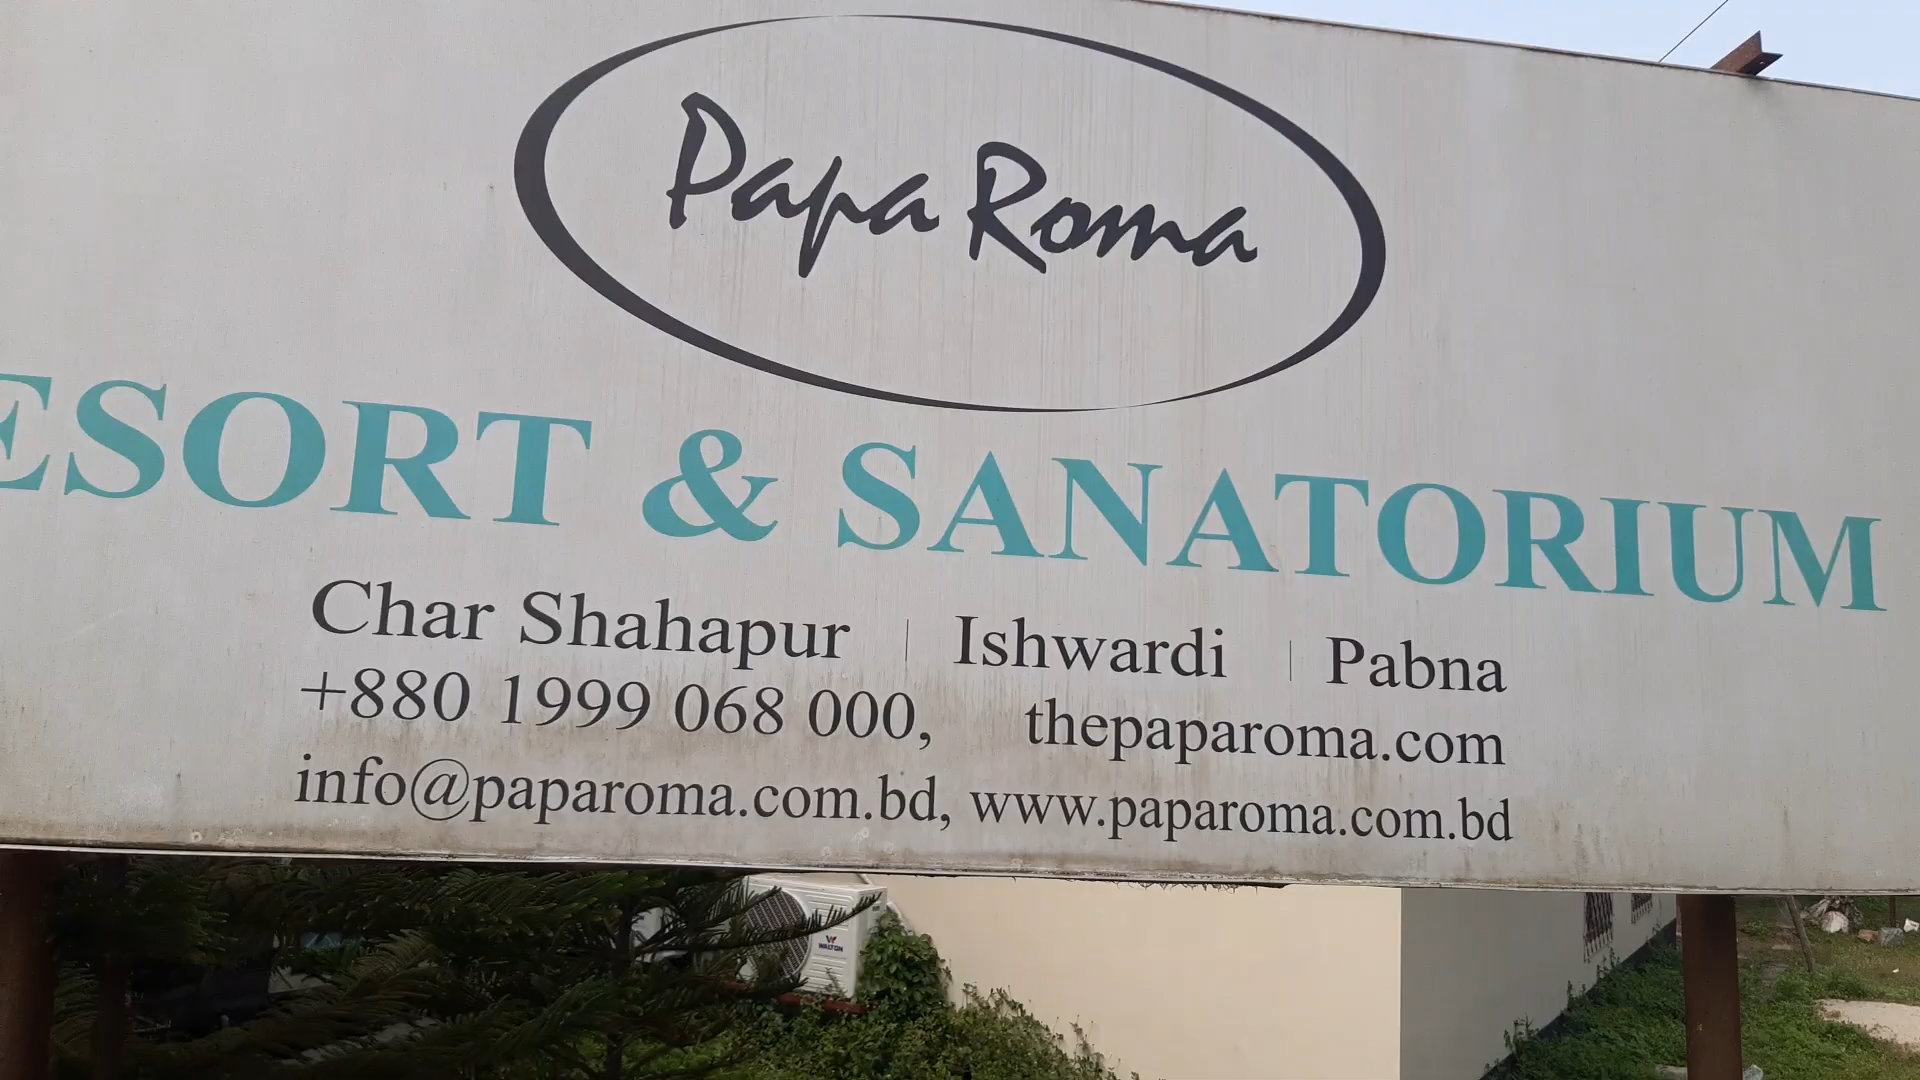 Papa Roma
ESORT & SANATORIUM
Char Shahapur | Ishwardi | Pabna
+880 1999 068 000, thepaparoma.com
info@paparoma.com.bd, www.paparoma.com.bd
WALTON